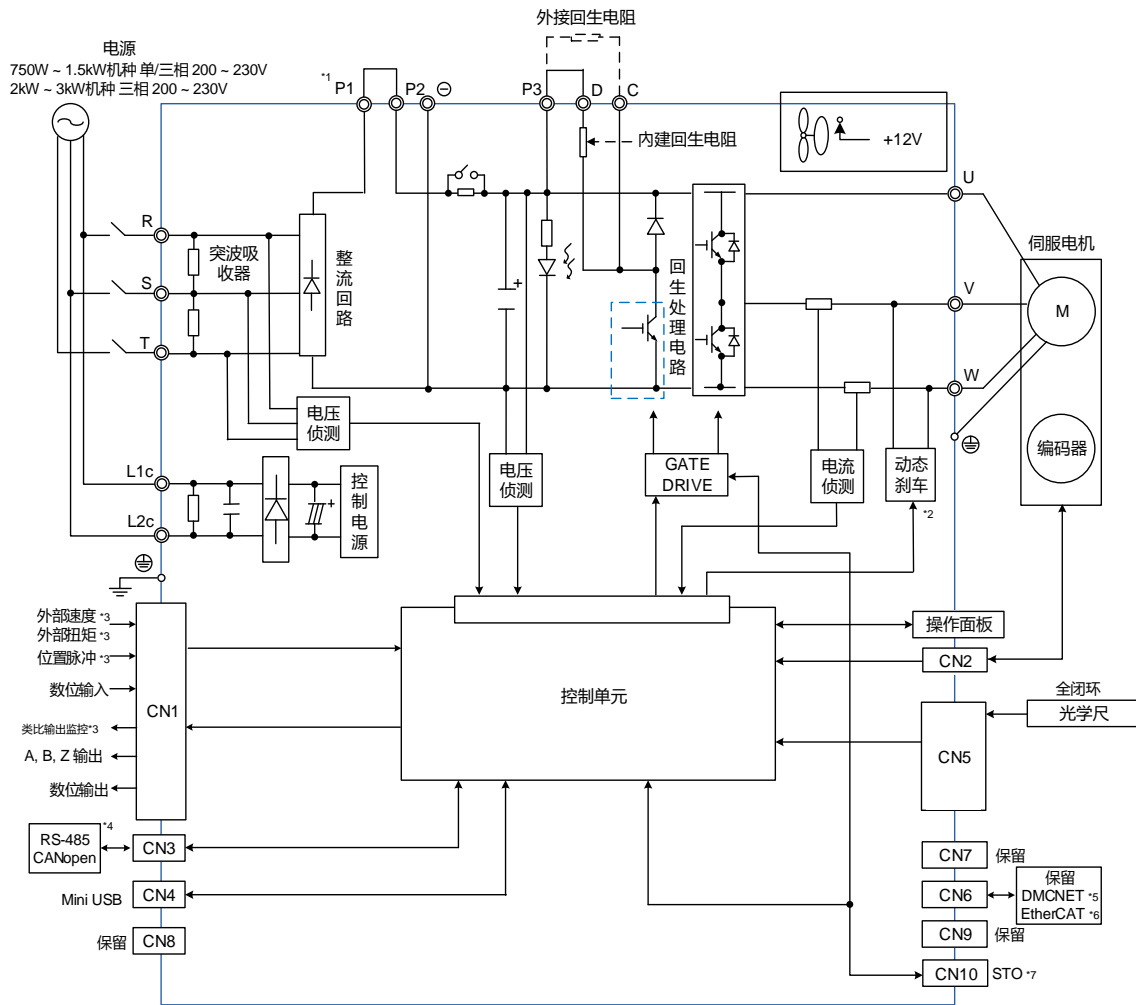 外接回生电阻
电源
750W ~ 1.5kW机种 单/三相 200 ~ 230V
2kW ~ 3kW机种 三相 200 ~ 230V
*1 P1
P2
⊖
P3
D
C
内建回生电阻
+12V
R
S
T
突波吸
收器
整流回路
+
回生处理电路
U
V
W
伺服电机
M
编码器
电压
侦测
L1c
L2c
+
控制电源
电压
侦测
GATE
DRIVE
电流
侦测
动态
刹车
*2
外部速度 *3
外部扭矩 *3
位置脉冲 *3
数位输入
类比输出监控*3
A, B, Z 输出
数位输出
CN1
控制单元
操作面板
CN2
全闭环
光学尺
CN5
RS-485
CANopen
*4
CN3
Mini USB
CN4
保留
CN8
CN7
保留
CN6
保留
DMCNET *5
EtherCAT *6
CN9
保留
CN10
STO *7